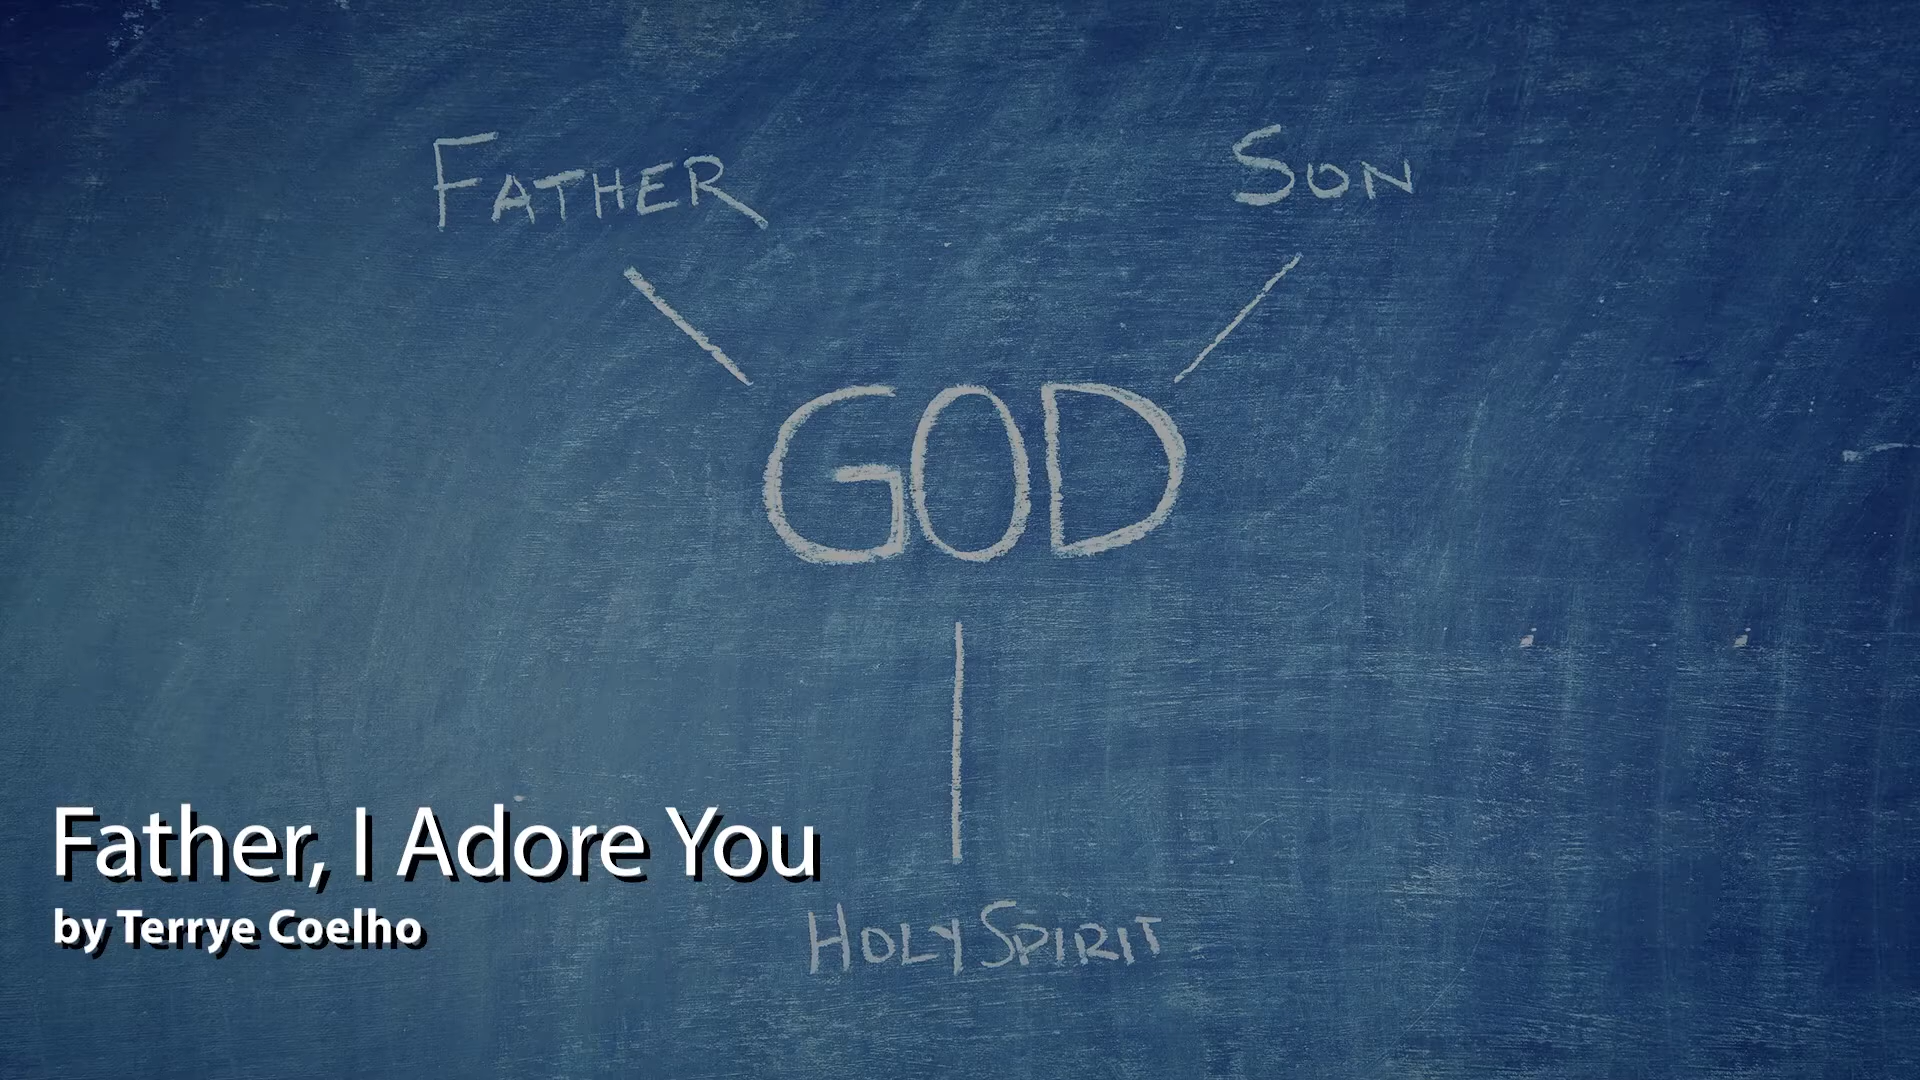 FATHER
SON
GOD
Father, I Adore You
by Terrye Coelho
HOLY SPIRIT